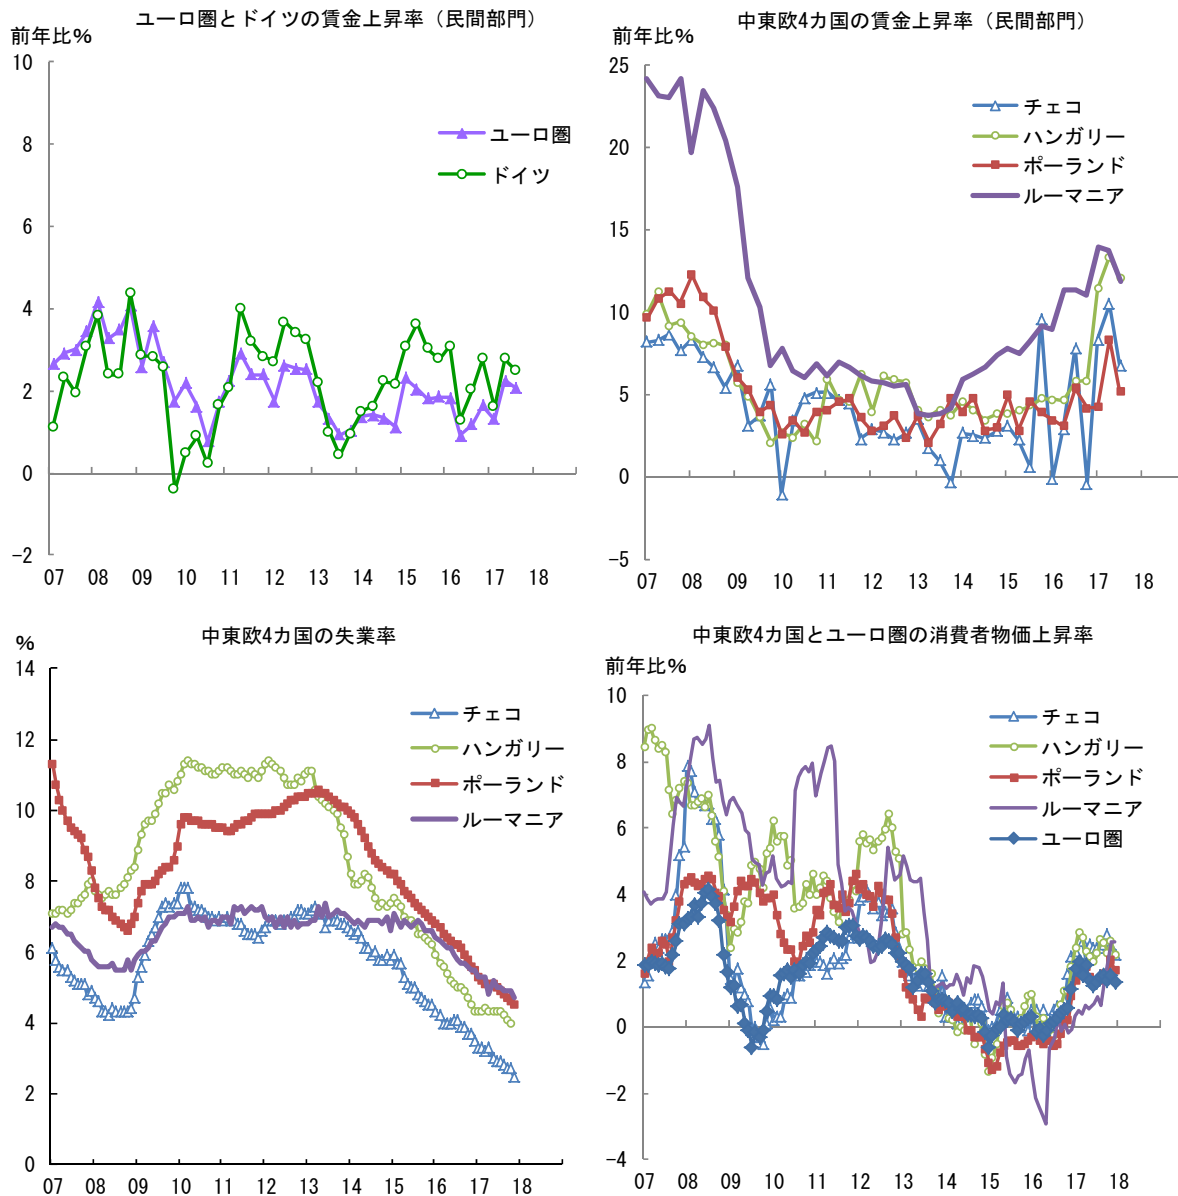 ユーロ圏とドイツの賃金上昇率（民間部門）
前年比%
10
8
6
4
2
0
−2
ユーロ圏
ドイツ
07 08 09 10 11 12 13 14 15 16 17 18
中東欧4カ国の賃金上昇率（民間部門）
前年比%
25
20
15
10
5
0
−5
チェコ
ハンガリー
ポーランド
ルーマニア
07 08 09 10 11 12 13 14 15 16 17 18
中東欧4カ国の失業率
%
14
12
10
8
6
4
2
0
チェコ
ハンガリー
ポーランド
ルーマニア
07 08 09 10 11 12 13 14 15 16 17 18
中東欧4カ国とユーロ圏の消費者物価上昇率
前年比%
10
8
6
4
2
0
−2
−4
チェコ
ハンガリー
ポーランド
ルーマニア
ユーロ圏
07 08 09 10 11 12 13 14 15 16 17 18